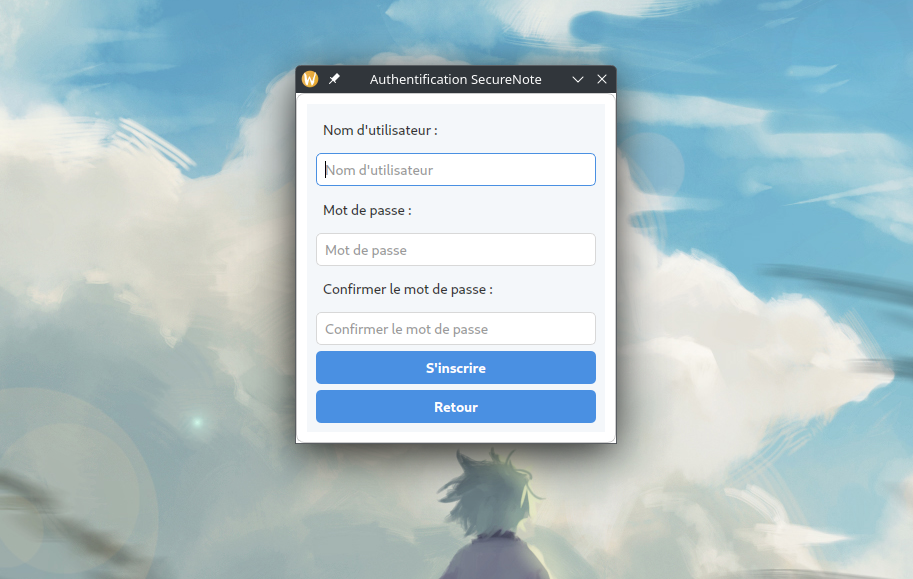 Authentification SecureNote
Nom d'utilisateur :
Nom d'utilisateur
Mot de passe :
Mot de passe
Confirmer le mot de passe :
Confirmer le mot de passe
S'inscrire
Retour